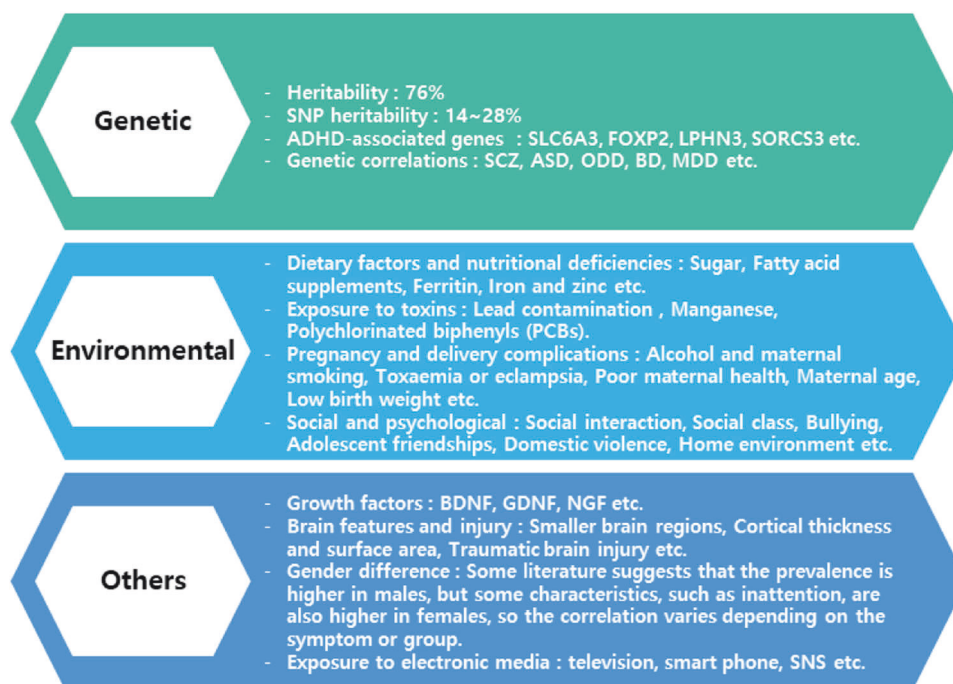 Genetic
- Heritability : 76%
- SNP heritability : 14~28%
- ADHD-associated genes : SLC6A3, FOXP2, LPHN3, SORCS3 etc.
- Genetic correlations : SCZ, ASD, ODD, BD, MDD etc.
Environmental
- Dietary factors and nutritional deficiencies : Sugar, Fatty acid
supplements, Ferritin, Iron and zinc etc.
- Exposure to toxins : Lead contamination , Manganese,
Polychlorinated biphenyls (PCBs).
- Pregnancy and delivery complications : Alcohol and maternal
smoking, Toxaemia or eclampsia, Poor maternal health, Maternal age,
Low birth weight etc.
- Social and psychological : Social interaction, Social class, Bullying,
Adolescent friendships, Domestic violence, Home environment etc.
Others
- Growth factors : BDNF, GDNF, NGF etc.
- Brain features and injury : Smaller brain regions, Cortical thickness
and surface area, Traumatic brain injury etc.
- Gender difference : Some literature suggests that the prevalence is
higher in males, but some characteristics, such as inattention, are
also higher in females, so the correlation varies depending on the
symptom or group.
- Exposure to electronic media : television, smart phone, SNS etc.